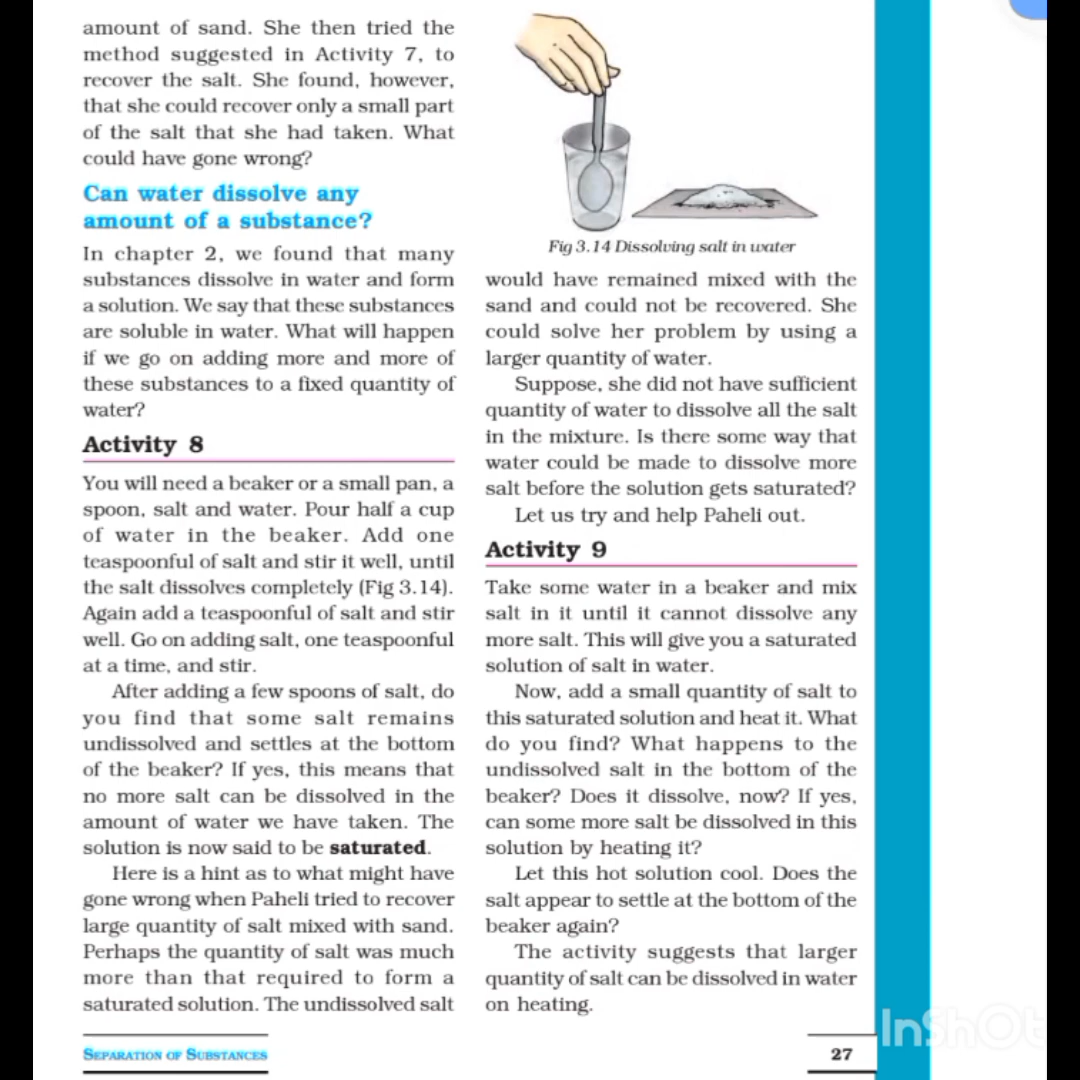 amount of sand. She then tried the
method suggested in Activity 7, to
recover the salt. She found, however,
that she could recover only a small part
of the salt that she had taken. What
could have gone wrong?
Can water dissolve any
amount of a substance?
In chapter 2, we found that many
substances dissolve in water and form
a solution. We say that these substances
are soluble in water. What will happen
if we go on adding more and more of
these substances to a fixed quantity of
water?
Activity 8
You will need a beaker or a small pan, a
spoon, salt and water. Pour half a cup
of water in the beaker. Add one
teaspoonful of salt and stir it well, until
the salt dissolves completely (Fig 3.14).
Again add a teaspoonful of salt and stir
well. Go on adding salt, one teaspoonful
at a time, and stir.
After adding a few spoons of salt, do
you find that some salt remains
undissolved and settles at the bottom
of the beaker? If yes, this means that
no more salt can be dissolved in the
amount of water we have taken. The
solution is now said to be saturated.
Here is a hint as to what might have
gone wrong when Paheli tried to recover
large quantity of salt mixed with sand.
Perhaps the quantity of salt was much
more than that required to form a
saturated solution. The undissolved salt
Fig 3.14 Dissolving salt in water
would have remained mixed with the
sand and could not be recovered. She
could solve her problem by using a
larger quantity of water.
Suppose, she did not have sufficient
quantity of water to dissolve all the salt
in the mixture. Is there some way that
water could be made to dissolve more
salt before the solution gets saturated?
Let us try and help Paheli out.
Activity 9
Take some water in a beaker and mix
salt in it until it cannot dissolve any
more salt. This will give you a saturated
solution of salt in water.
Now, add a small quantity of salt to
this saturated solution and heat it. What
do you find? What happens to the
undissolved salt in the bottom of the
beaker? Does it dissolve, now? If yes,
can some more salt be dissolved in this
solution by heating it?
Let this hot solution cool. Does the
salt appear to settle at the bottom of the
beaker again?
The activity suggests that larger
quantity of salt can be dissolved in water
on heating.
SEPARATION OF SUBSTANCES
27
InShOt